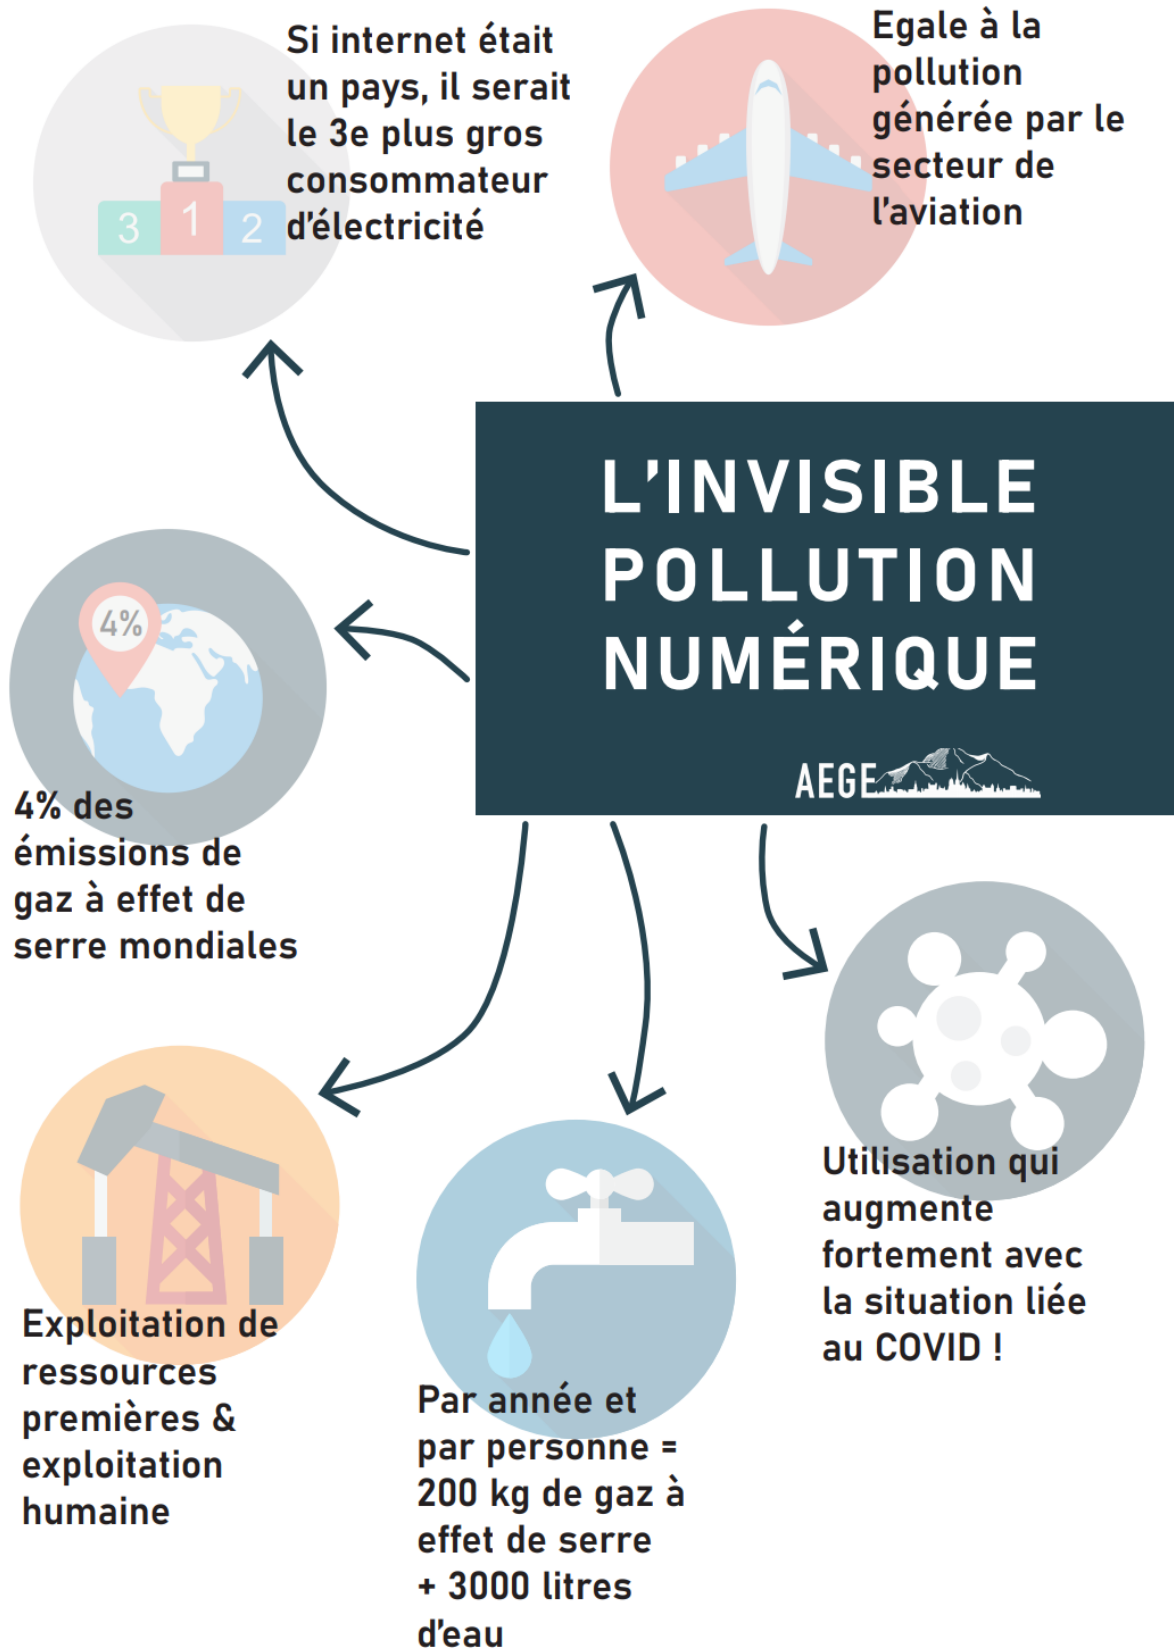 Si internet était
un pays, il serait
le 3e plus gros
consommateur
d'électricité
3 1 2
Egale à la
pollution
générée par le
secteur de
l'aviation
L'INVISIBLE
POLLUTION
NUMÉRIQUE
AEGE
4%
4% des
émissions de
gaz à effet de
serre mondiales
Exploitation de
ressources
premières &
exploitation
humaine
Par année et
par personne =
200 kg de gaz à
effet de serre
+ 3000 litres
d'eau
Utilisation qui
augmente
fortement avec
la situation liée
au COVID !